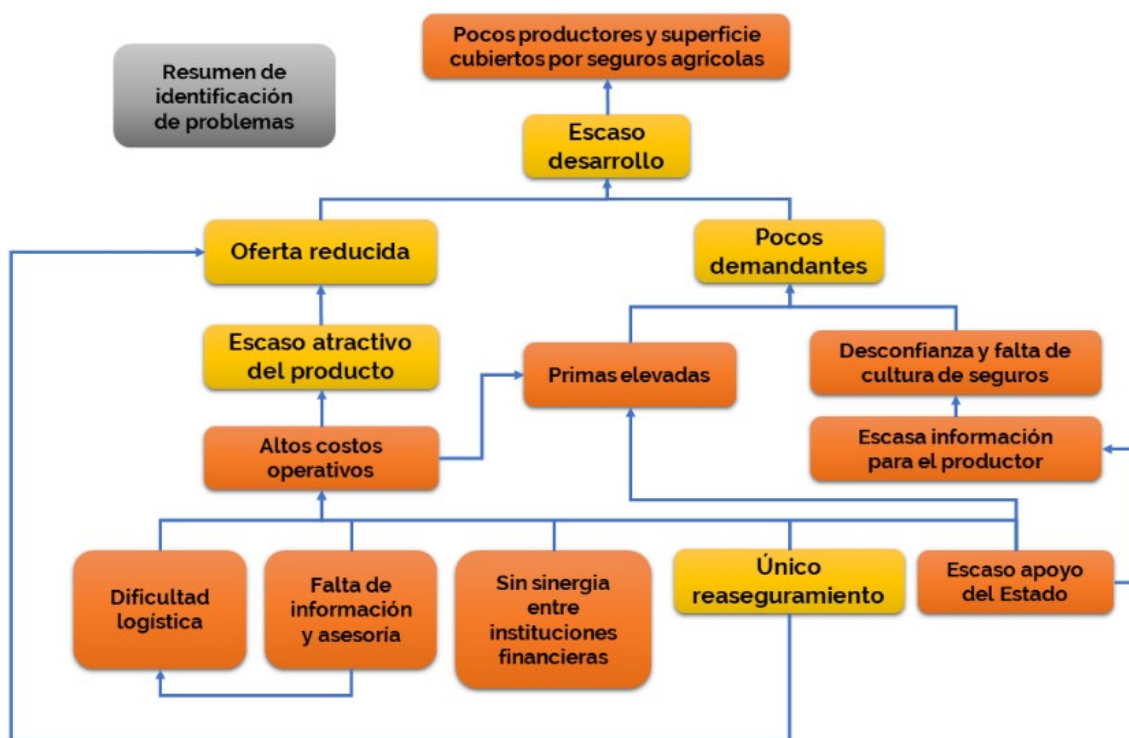 Pocos productores y superficie
cubiertos por seguros agrícolas
Resumen de
identificación
de problemas
Escaso
desarrollo
Oferta reducida
Pocos
demandantes
Escaso atractivo
del producto
Primas elevadas
Desconfianza y falta de
cultura de seguros
Altos costos
operativos
Escasa información
para el productor
Dificultad
logística
Falta de
información
y asesoría
Sin sinergia
entre
instituciones
financieras
Único
reaseguramiento
Escaso apoyo
del Estado